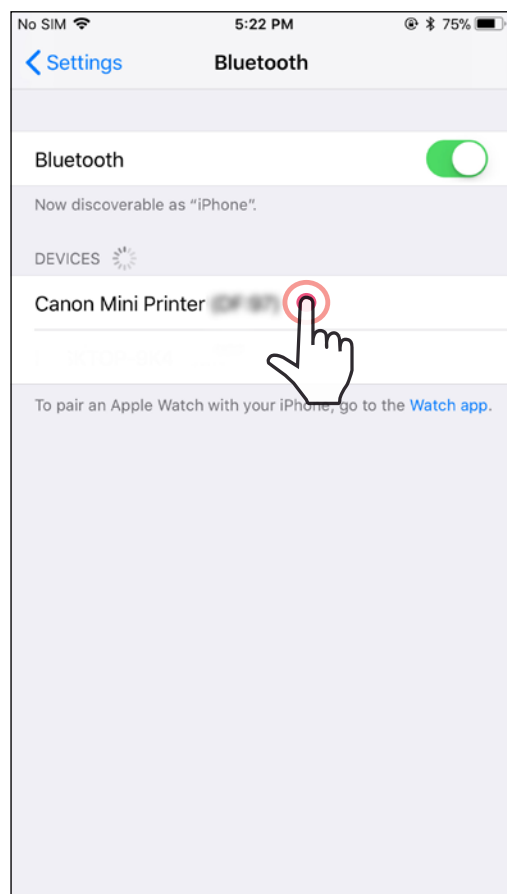 No SIM 5:22 PM 75%
Settings Bluetooth
Bluetooth
Now discoverable as “iPhone”.
DEVICES
Canon Mini Printer
To pair an Apple Watch with your iPhone, go to the Watch app.